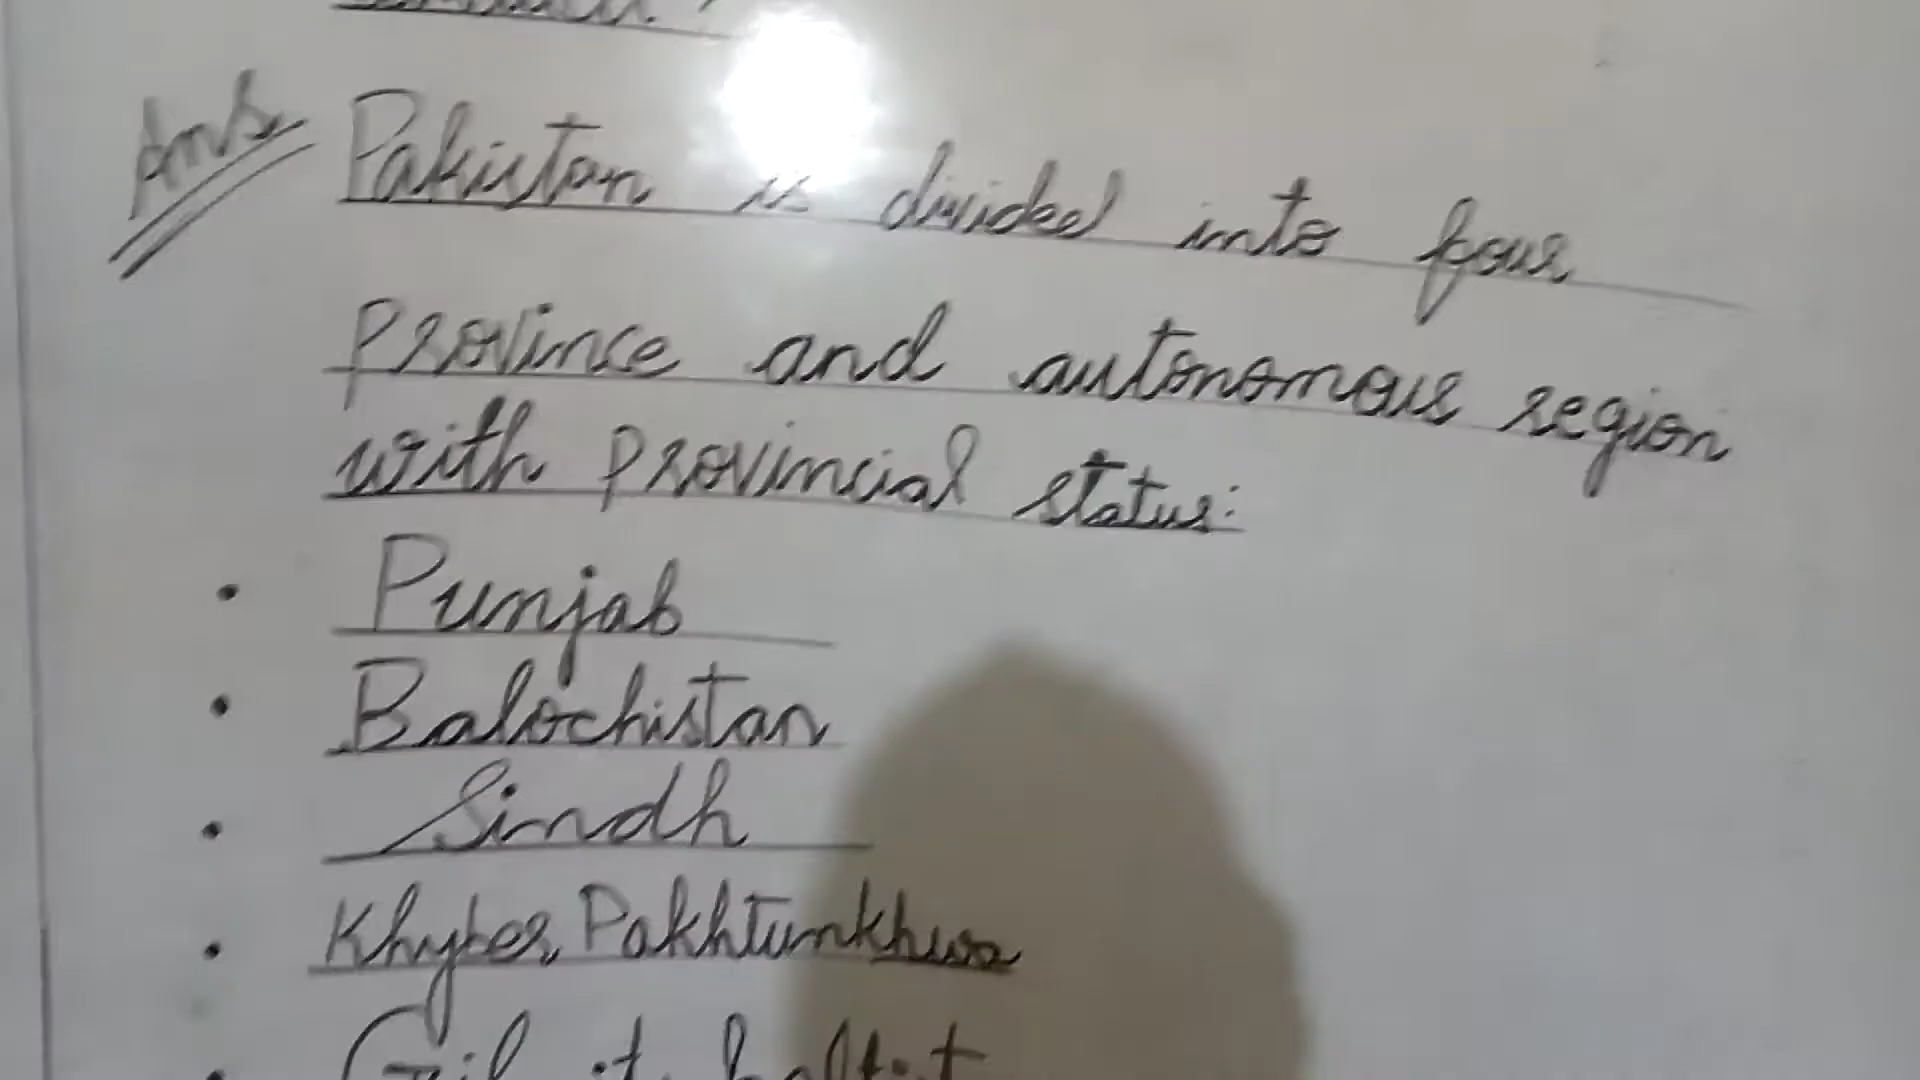 Ans Pakistan is divided into four
province and autonomous region
with provincial status:
• Punjab
• Balochistan
• Sindh
• Khyber Pakhtunkhwa